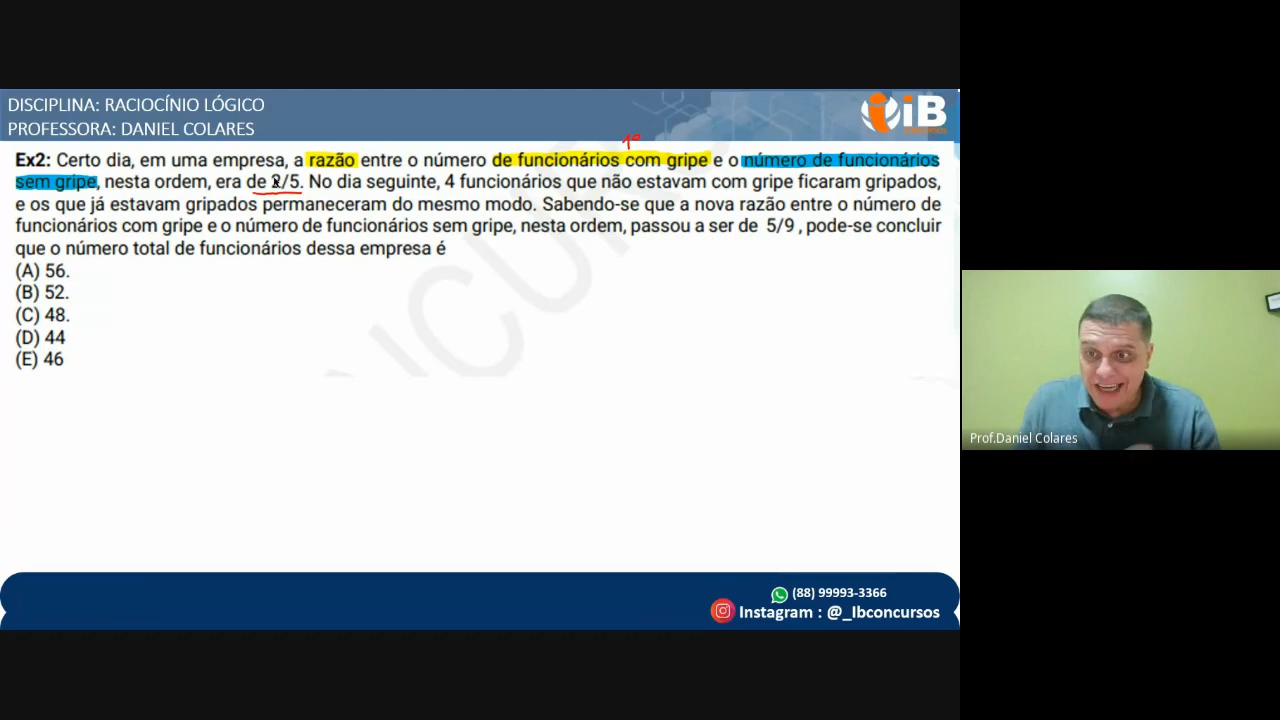 DISCIPLINA: RACIOCÍNIO LÓGICO
PROFESSORA: DANIEL COLARES
iB
CONCURSOS
1º
Ex2: Certo dia, em uma empresa, a razão entre o número de funcionários com gripe e o número de funcionários
sem gripe, nesta ordem, era de 2/5. No dia seguinte, 4 funcionários que não estavam com gripe ficaram gripados,
e os que já estavam gripados permaneceram do mesmo modo. Sabendo-se que a nova razão entre o número de
funcionários com gripe e o número de funcionários sem gripe, nesta ordem, passou a ser de 5/9 , pode-se concluir
que o número total de funcionários dessa empresa é
(A) 56.
(B) 52.
(C) 48.
(D) 44
(E) 46
NCUR
Prof.Daniel Colares
(88) 99993-3366
Instagram : @_Ibconcursos